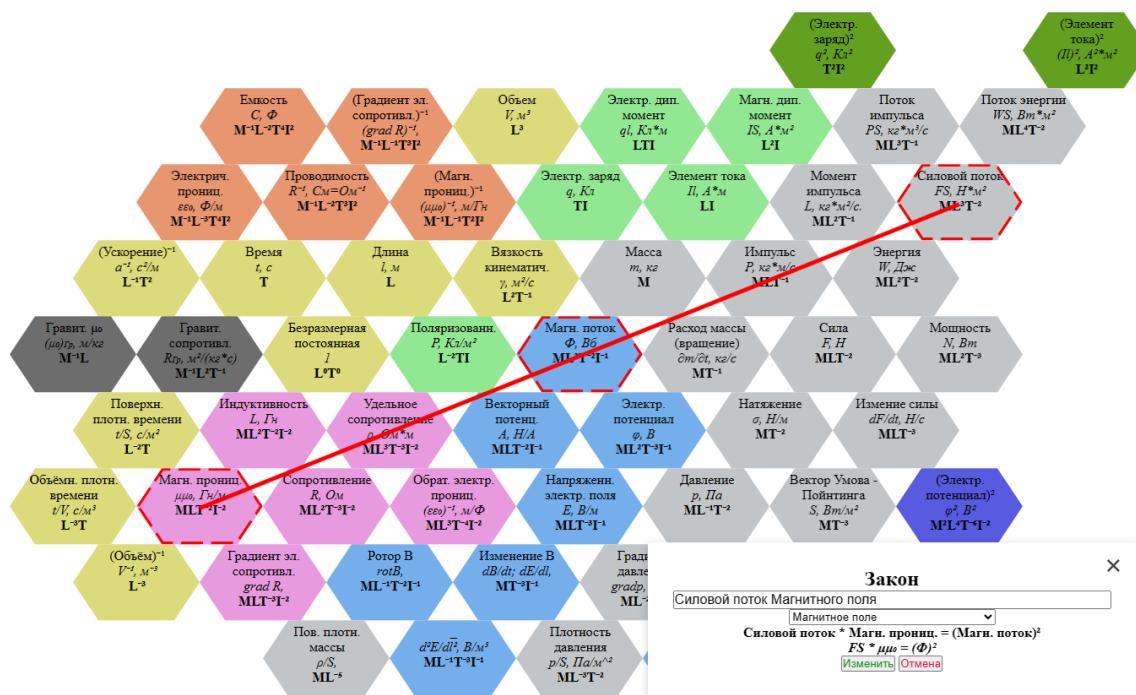 (Электр.
заряд)²
q², Кл²
T²I²
(Элемент
тока)²
(Il)², А²*м²
L²I²
Емкость
C, Ф
M⁻¹L⁻²T⁴I²
(Градиент эл.
сопротивл.)⁻¹
(grad R)⁻¹,
M⁻¹L⁻¹T³I²
Объем
V, м³
L³
Электр. дип.
момент
ql, Кл*м
LTI
Магн. дип.
момент
IS, А*м²
L²I
Поток
импульса
PS, кг*м³/с
ML³T⁻¹
Поток энергии
WS, Вт*м²
ML⁴T⁻²
Электрич.
прониц.
εε₀, Ф/м
M⁻¹L⁻³T⁴I²
Проводимость
R⁻¹, См=Ом⁻¹
M⁻¹L⁻²T³I²
(Магн.
прониц.)⁻¹
(μμ₀)⁻¹, м/Гн
M⁻¹L⁻¹T²I²
Электр. заряд
q, Кл
TI
Элемент тока
Il, А*м
LI
Момент
импульса
L, кг*м²/с.
ML²T⁻¹
Силовой поток
FS, Н*м²
ML³T⁻²
(Ускорение)⁻¹
a⁻¹, с²/м
L⁻¹T²
Время
t, с
T
Длина
l, м
L
Вязкость
кинематич.
γ, м²/с
L²T⁻¹
Масса
m, кг
M
Импульс
P, кг*м/с
MLT⁻¹
Энергия
W, Дж
ML²T⁻²
Гравит. μ₀
(μ₀)гр, м/кг
M⁻¹L
Гравит.
сопротивл.
Rгр, м²/(кг*с)
M⁻¹L²T⁻¹
Безразмерная
постоянная
1
L⁰T⁰
Поляризованн.
P, Кл/м²
L⁻²TI
Магн. поток
Ф, Вб
ML²T⁻²I⁻¹
Расход массы
(вращение)
∂m/∂t, кг/с
MT⁻¹
Сила
F, Н
MLT⁻²
Мощность
N, Вт
ML²T⁻³
Поверхн.
плотн. времени
t/S, с/м²
L⁻²T
Индуктивность
L, Гн
ML²T⁻²I⁻²
Удельное
сопротивление
ρ, Ом*м
ML³T⁻³I⁻²
Векторный
потенц.
A, Н/А
MLT⁻²I⁻¹
Электр.
потенциал
φ, В
ML²T⁻³I⁻¹
Натяжение
σ, Н/м
MT⁻²
Измение силы
dF/dt, Н/с
MLT⁻³
Объёмн. плотн.
времени
t/V, с/м³
L⁻³T
Магн. прониц.
μμ₀, Гн/м
MLT⁻²I⁻²
Сопротивление
R, Ом
ML²T⁻³I⁻²
Обрат. электр.
прониц.
(εε₀)⁻¹, м/Ф
ML³T⁻⁴I⁻²
Напряженн.
электр. поля
E, В/м
MLT⁻³I⁻¹
Давление
p, Па
ML⁻¹T⁻²
Вектор Умова -
Пойнтинга
S, Вт/м²
MT⁻³
(Электр.
потенциал)²
φ², В²
M²L⁴T⁻⁶I⁻²
(Объём)⁻¹
V⁻¹, м⁻³
L⁻³
Градиент эл.
сопротивл.
grad R,
MLT⁻³I⁻²
Ротор B
rotB,
ML⁻¹T⁻²I⁻¹
Изменение B
dB/dt; dE/dl,
MT⁻³I⁻¹
gradp,
Пов. плотн.
массы
ρ/S,
ML⁻⁵
d²E/dl², В/м³
ML⁻¹T⁻³I⁻¹
Плотность
давления
p/S, Па/м^²
ML⁻³T⁻²
×
Закон
Силовой поток Магнитного поля
Магнитное поле
Силовой поток * Магн. прониц. = (Магн. поток)²
FS * μμ₀ = (Ф)²
Изменить Отмена